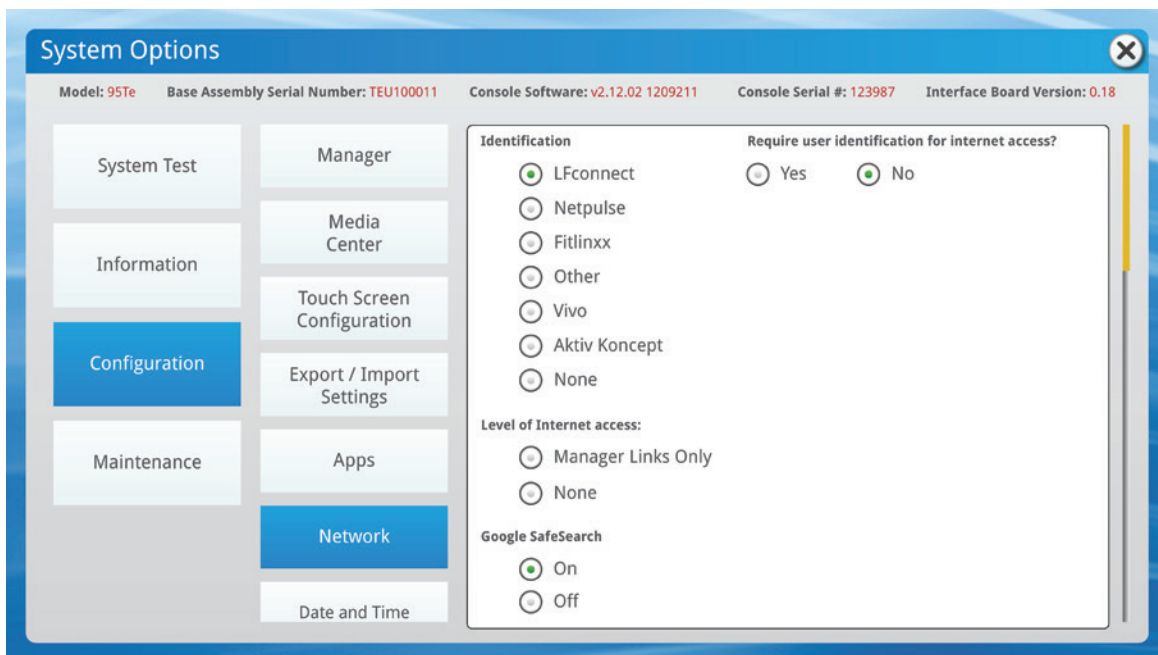 System Options
Model: 95Te Base Assembly Serial Number: TEU100011 Console Software: v2.12.02 1209211 Console Serial #: 123987 Interface Board Version: 0.18
System Test
Information
Configuration
Maintenance
Manager
Media
Center
Touch Screen
Configuration
Export / Import
Settings
Apps
Network
Date and Time
Identification
LFconnect
Netpulse
Fitlinxx
Other
Vivo
Aktiv Koncept
None
Require user identification for internet access?
Yes No
Level of Internet access:
Manager Links Only
None
Google SafeSearch
On
Off